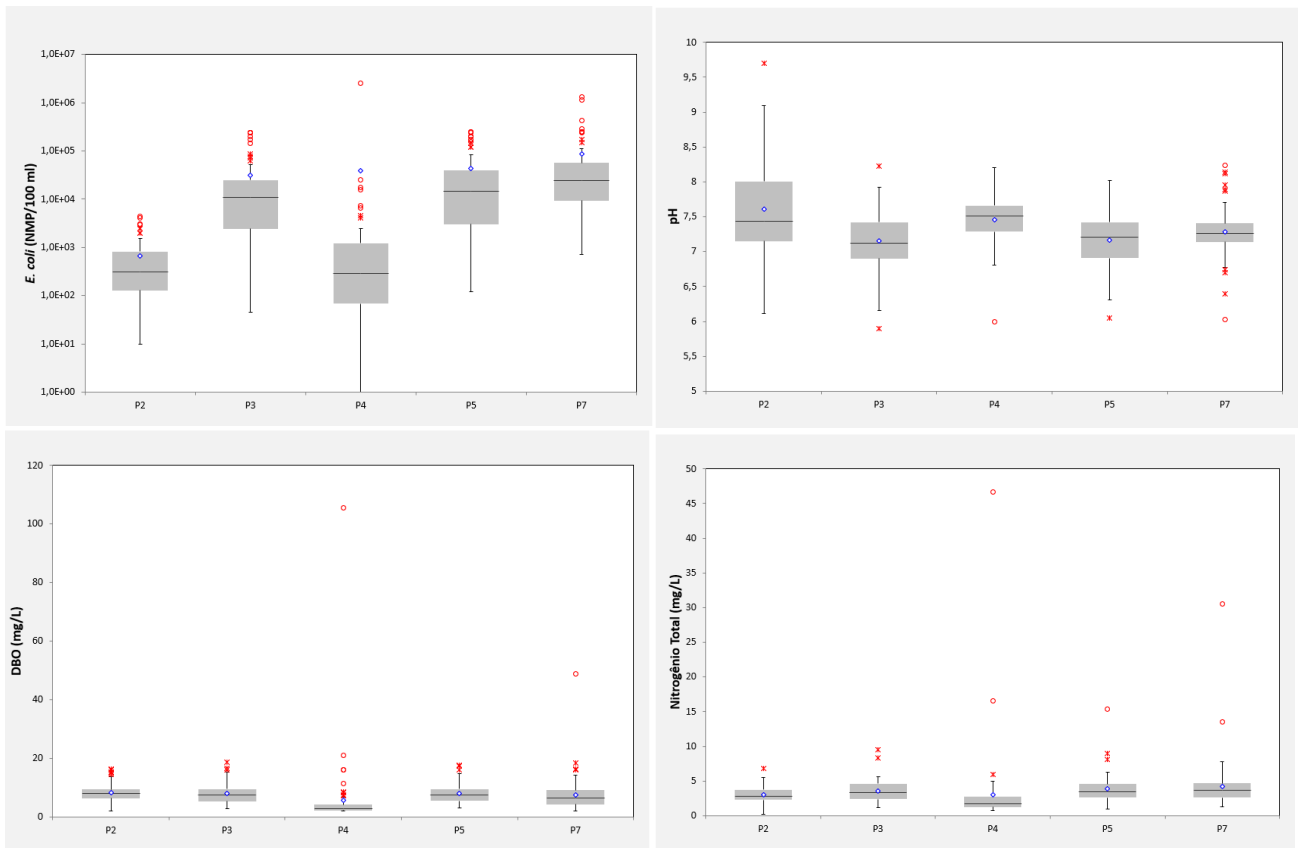 1,0E+07
1,0E+06
1,0E+05
1,0E+04
1,0E+03
1,0E+02
1,0E+01
1,0E+00
E. coli (NMP/100 ml)
P2 P3 P4 P5 P7
10
9,5
9
8,5
8
7,5
7
6,5
6
5,5
5
pH
P2 P3 P4 P5 P7
120
100
80
60
40
20
0
DBO (mg/L)
P2 P3 P4 P5 P7
50
45
40
35
30
25
20
15
10
5
0
Nitrogênio Total (mg/L)
P2 P3 P4 P5 P7